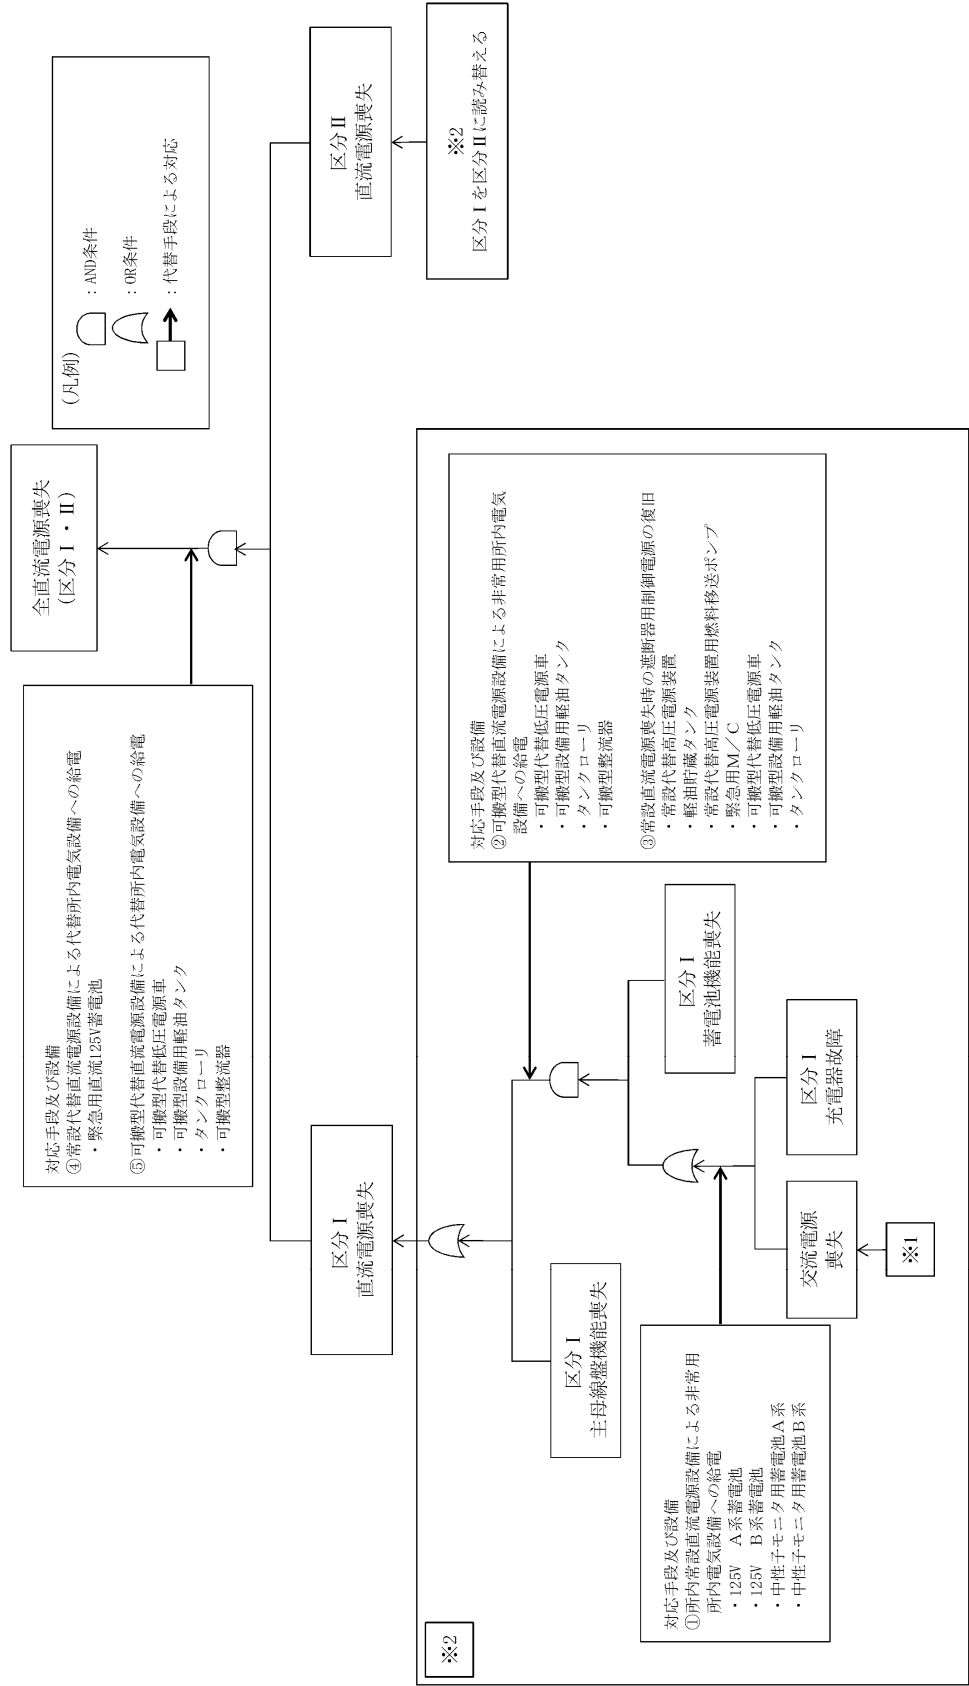 全直流電源喪失
(区分Ⅰ・Ⅱ)
(凡例)
：AND条件
：OR条件
：代替手段による対応
対応手段及び設備
④常設代替直流電源設備による代替所内電気設備への給電
・緊急用直流125V蓄電池
⑤可搬型代替直流電源設備による代替所内電気設備への給電
・可搬型代替低圧電源車
・可搬型設備用軽油タンク
・タンクローリ
・可搬型整流器
区分Ⅰ
直流電源喪失
区分Ⅱ
直流電源喪失
※2
区分Ⅰを区分Ⅱに読み替える
※2
区分Ⅰ
主母線盤機能喪失
対応手段及び設備
②可搬型代替直流電源設備による非常用所内電気
設備への給電
・可搬型代替低圧電源車
・可搬型設備用軽油タンク
・タンクローリ
・可搬型整流器
③常設直流電源喪失時の遮断器用制御電源の復旧
・常設代替高圧電源装置
・軽油貯蔵タンク
・常設代替高圧電源装置用燃料移送ポンプ
・緊急用Ｍ／Ｃ
・可搬型代替低圧電源車
・可搬型設備用軽油タンク
・タンクローリ
区分Ⅰ
蓄電池機能喪失
対応手段及び設備
①所内常設直流電源設備による非常用
所内電気設備への給電
・125V　Ａ系蓄電池
・125V　Ｂ系蓄電池
・中性子モニタ用蓄電池Ａ系
・中性子モニタ用蓄電池Ｂ系
交流電源
喪失
区分Ⅰ
充電器故障
※1